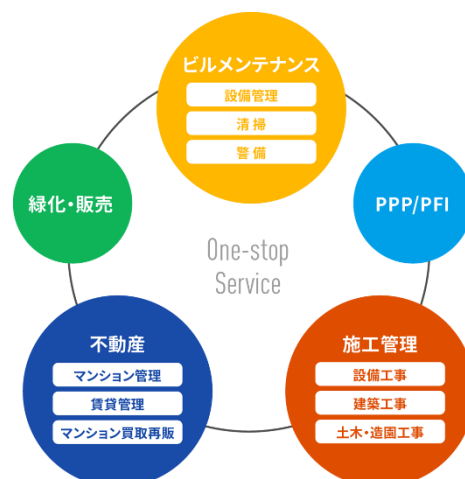 ビルメンテナンス
設備管理
清掃
警備
緑化・販売
PPP/PFI
One-stop
Service
不動産
マンション管理
賃貸管理
マンション買取再販
施工管理
設備工事
建築工事
土木・造園工事